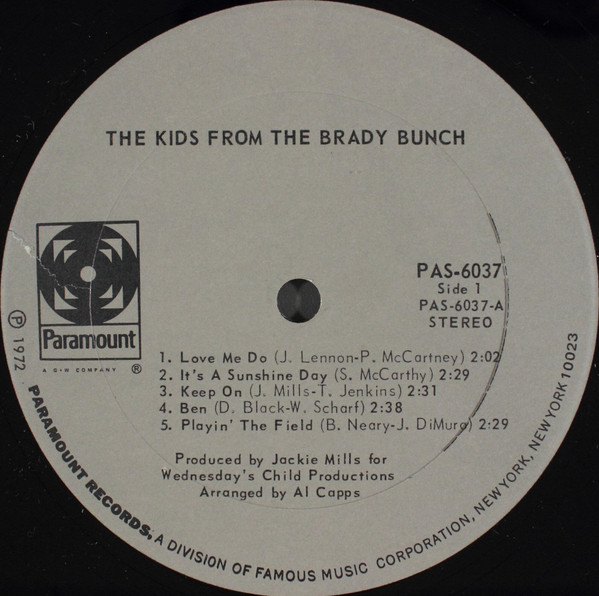 THE KIDS FROM THE BRADY BUNCH
Paramount
A G+W COMPANY ®
PAS-6037
Side 1
PAS-6037-A
STEREO
1. Love Me Do (J. Lennon-P. McCartney) 2:02
2. It's A Sunshine Day (S. McCarthy) 2:29
3. Keep On (J. Mills-T. Jenkins) 2:31
4. Ben (D. Black-W. Scharf) 2:38
5. Playin' The Field (B. Neary-J. DiMuro) 2:29
Produced by Jackie Mills for
Wednesday's Child Productions
Arranged by Al Capps
℗ 1972
PARAMOUNT RECORDS, A DIVISION OF FAMOUS MUSIC CORPORATION, NEW YORK, NEW YORK 10023